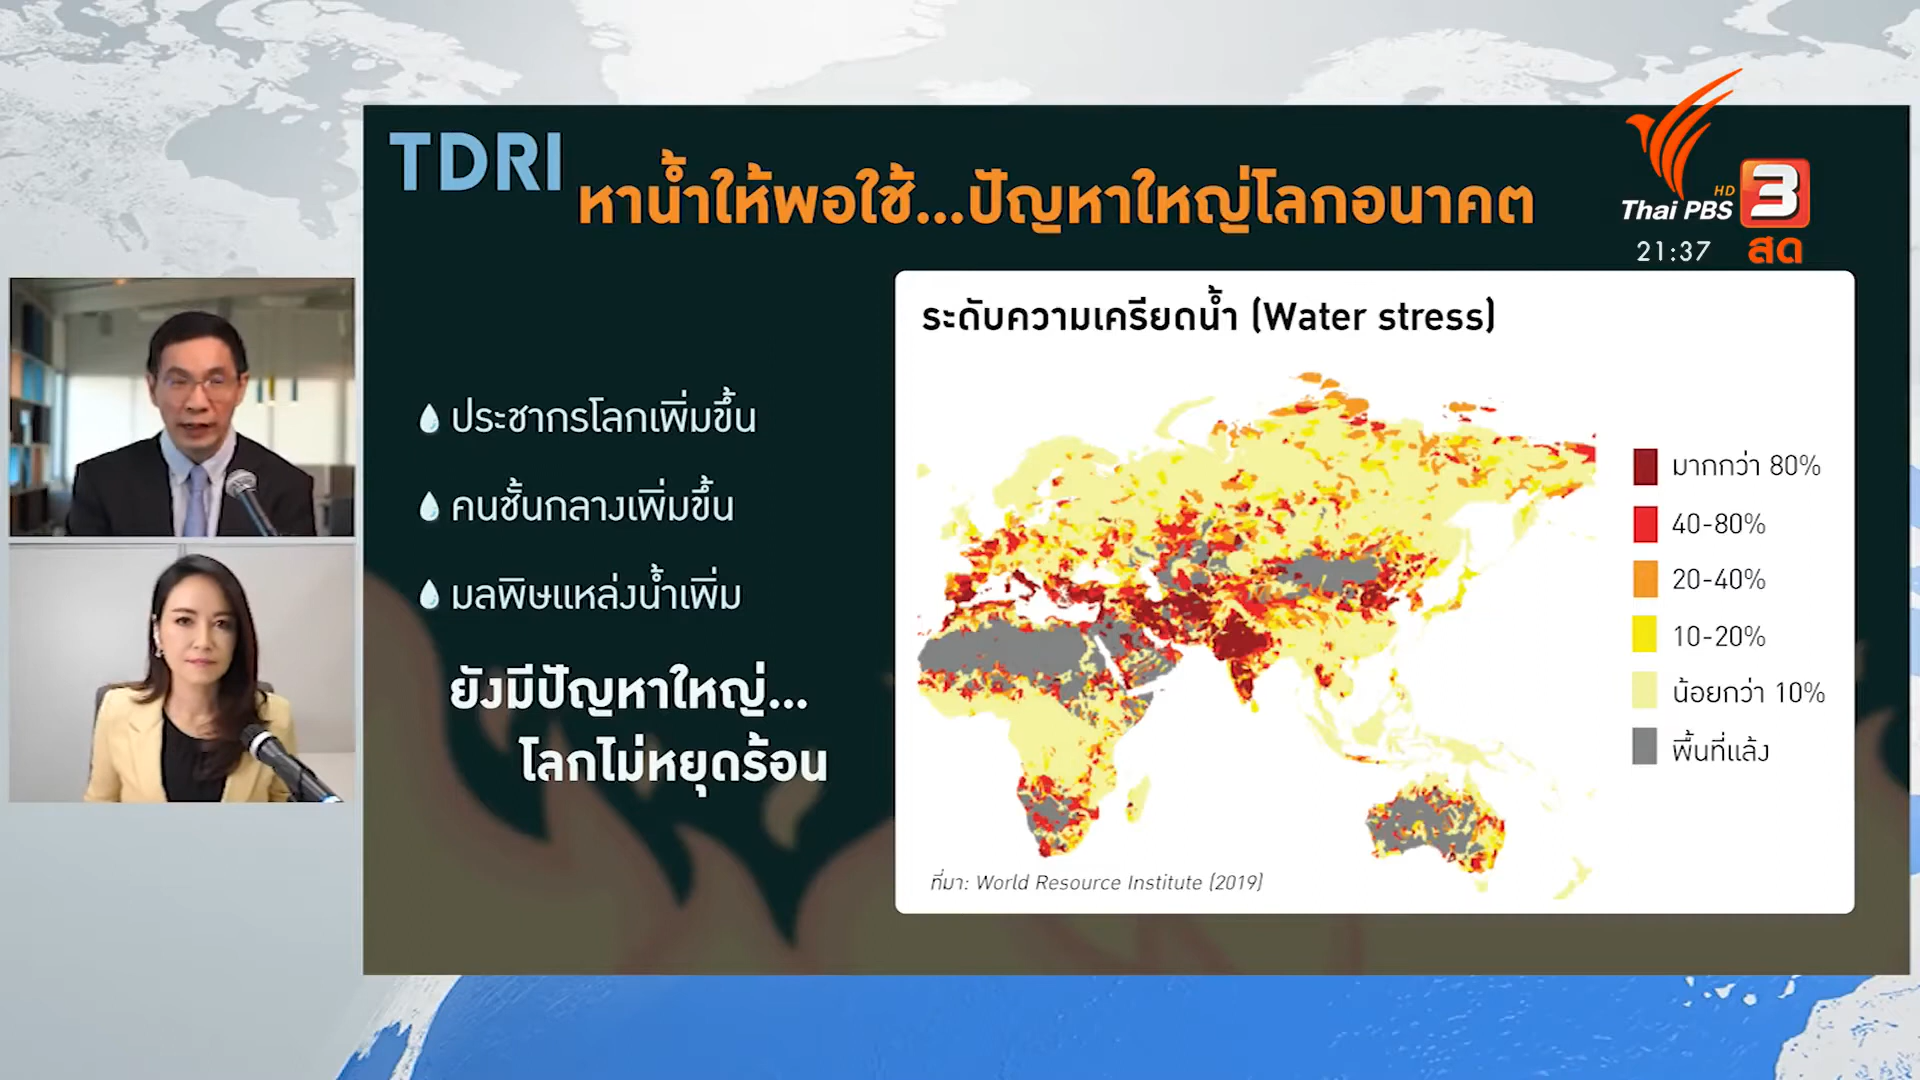 TDRI
หาน้ำให้พอใช้...ปัญหาใหญ่โลกอนาคต
HD
Thai PBS 3
21:37 สด
ระดับความเครียดน้ำ (Water stress)
ประชากรโลกเพิ่มขึ้น
คนชั้นกลางเพิ่มขึ้น
มลพิษแหล่งน้ำเพิ่ม
ยังมีปัญหาใหญ่...
โลกไม่หยุดร้อน
มากกว่า 80%
40-80%
20-40%
10-20%
น้อยกว่า 10%
พื้นที่แล้ง
ที่มา: World Resource Institute (2019)